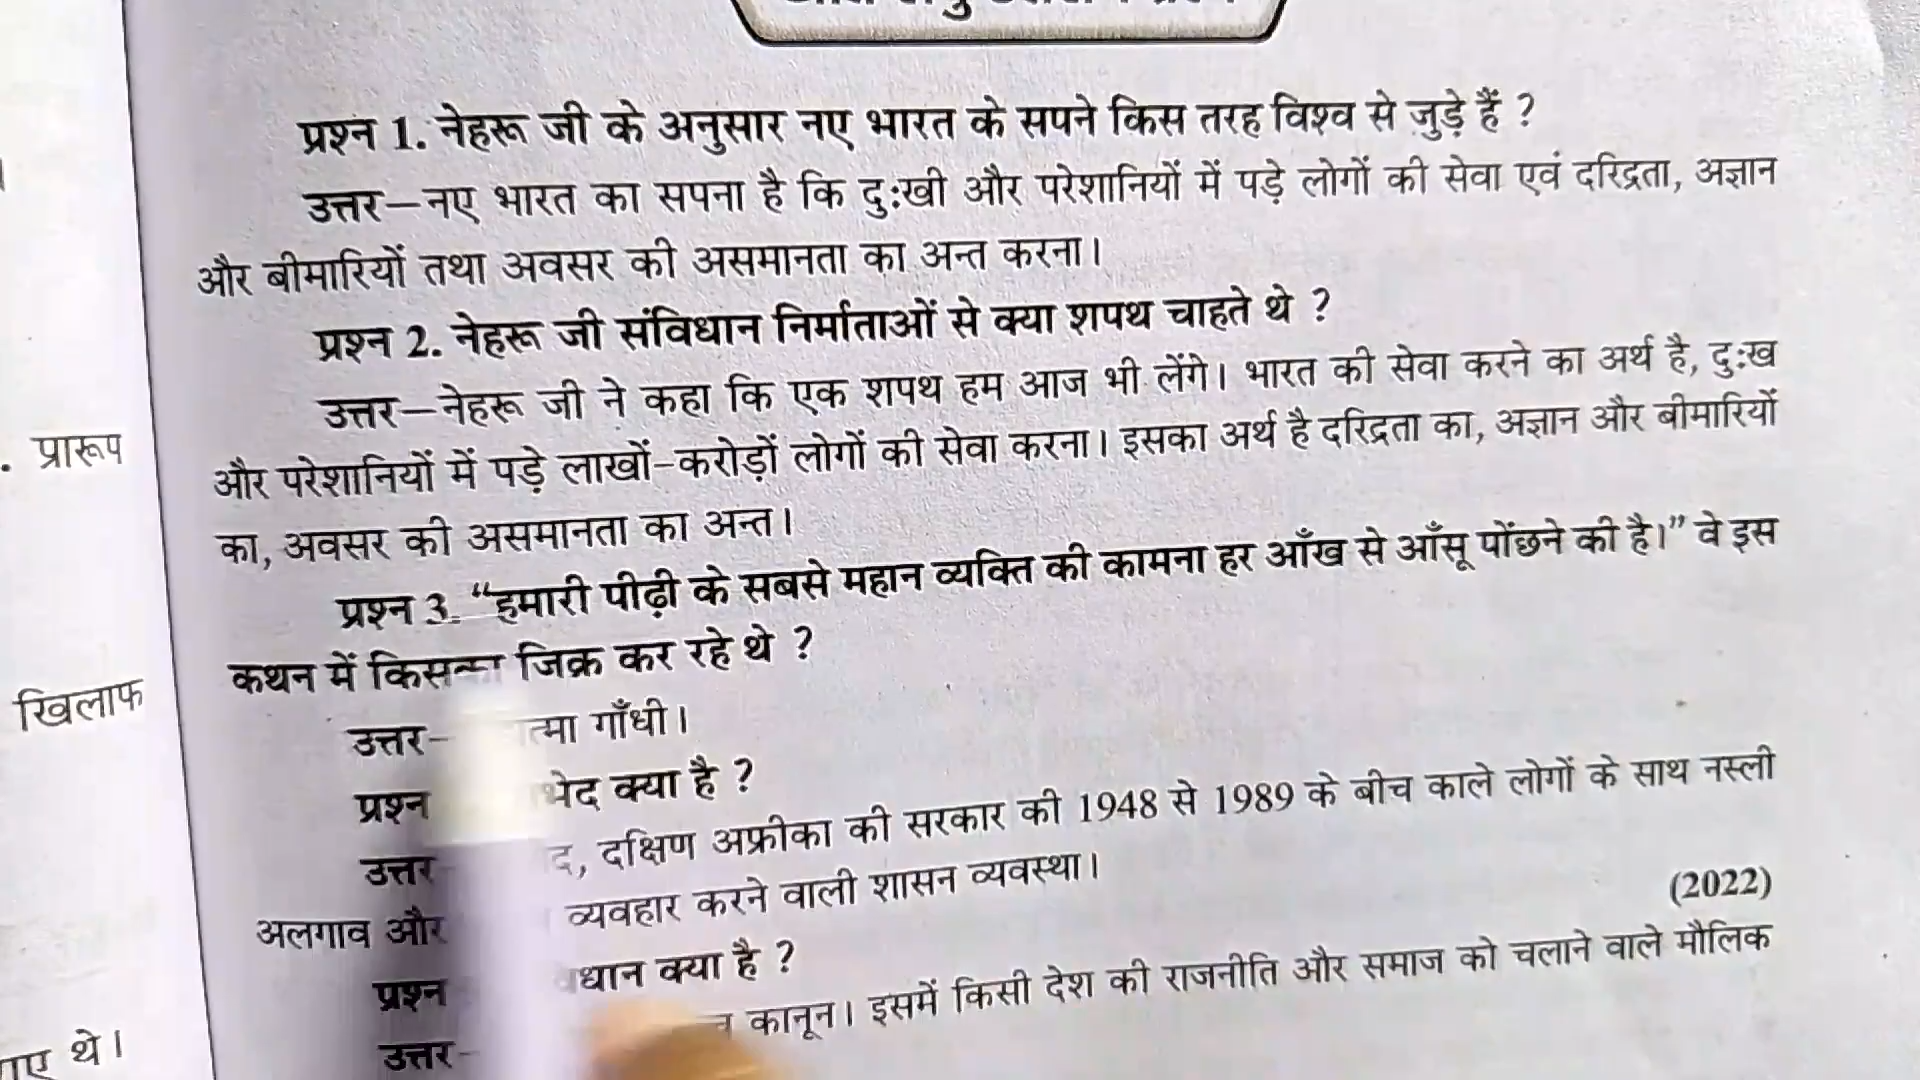 प्रश्न 1. नेहरू जी के अनुसार नए भारत के सपने किस तरह विश्व से जुड़े हैं ?
उत्तर—नए भारत का सपना है कि दु:खी और परेशानियों में पड़े लोगों की सेवा एवं दरिद्रता, अज्ञान
और बीमारियों तथा अवसर की असमानता का अन्त करना।
प्रश्न 2. नेहरू जी संविधान निर्माताओं से क्या शपथ चाहते थे ?
उत्तर—नेहरू जी ने कहा कि एक शपथ हम आज भी लेंगे। भारत की सेवा करने का अर्थ है, दु:ख
और परेशानियों में पड़े लाखों-करोड़ों लोगों की सेवा करना। इसका अर्थ है दरिद्रता का, अज्ञान और बीमारियों
का, अवसर की असमानता का अन्त।
प्रश्न 3. “हमारी पीढ़ी के सबसे महान व्यक्ति की कामना हर आँख से आँसू पोंछने की है।” वे इस
कथन में किसका जिक्र कर रहे थे ?
उत्तर— गाँधी।
प्रश्न क्या है ?
उत्तर दक्षिण अफ्रीका की सरकार की 1948 से 1989 के बीच काले लोगों के साथ नस्ली
अलगाव और व्यवहार करने वाली शासन व्यवस्था।
(2022)
प्रश्न क्या है ?
उत्तर— कानून। इसमें किसी देश की राजनीति और समाज को चलाने वाले मौलिक
. प्रारूप
खिलाफ
थे।